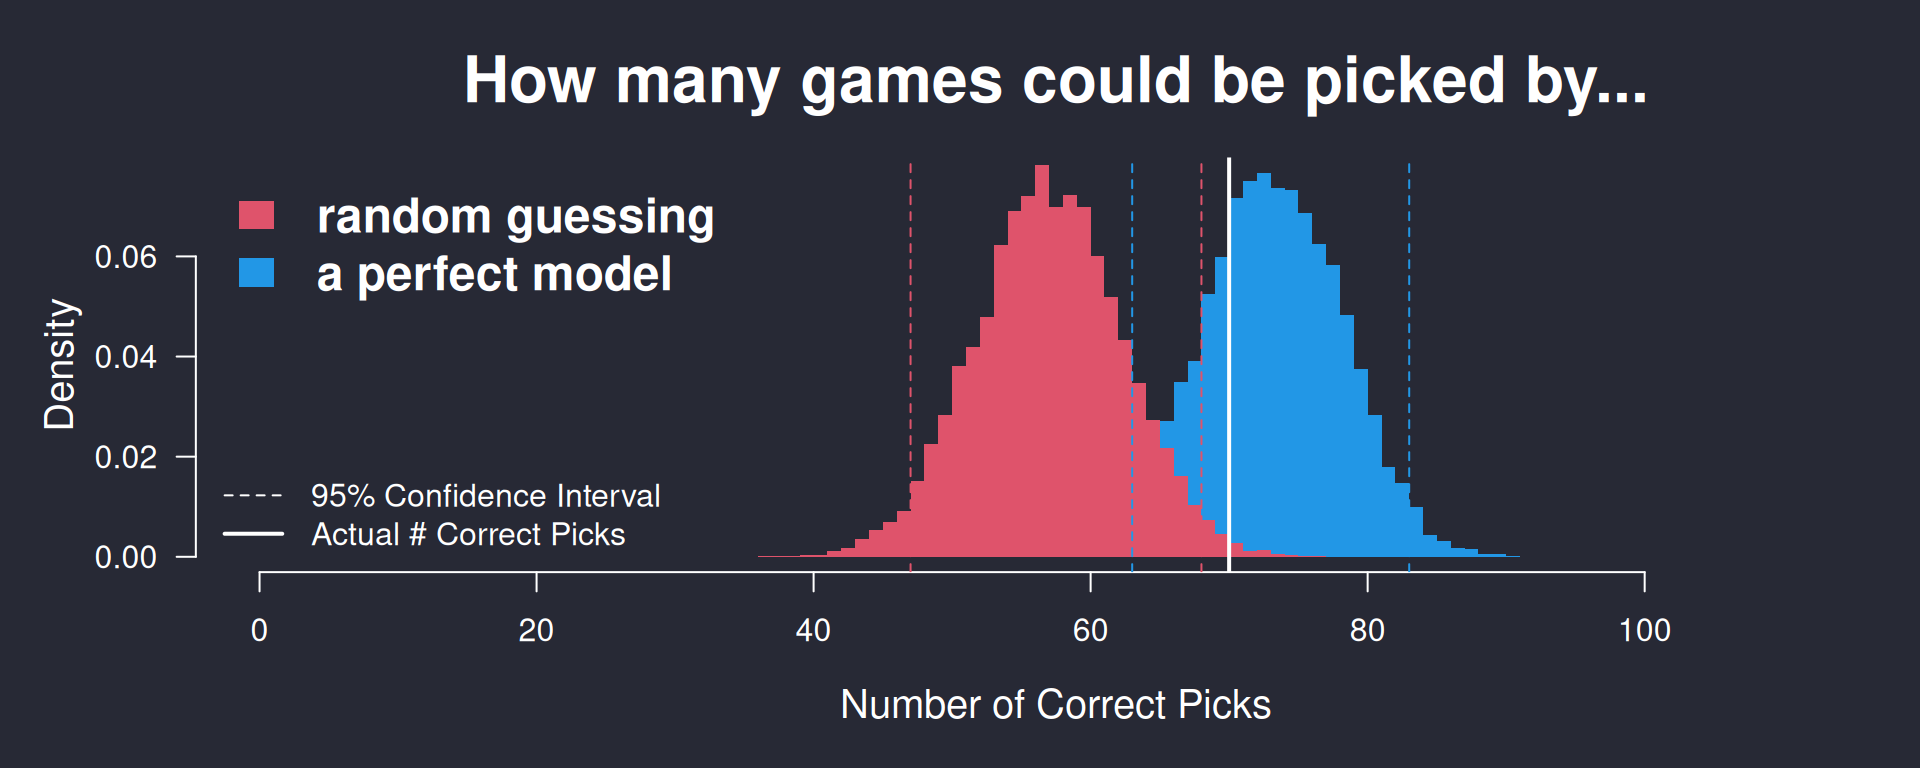 How many games could be picked by...
random guessing
a perfect model
95% Confidence Interval
Actual # Correct Picks
Density
0.06
0.04
0.02
0.00
0 20 40 60 80 100
Number of Correct Picks